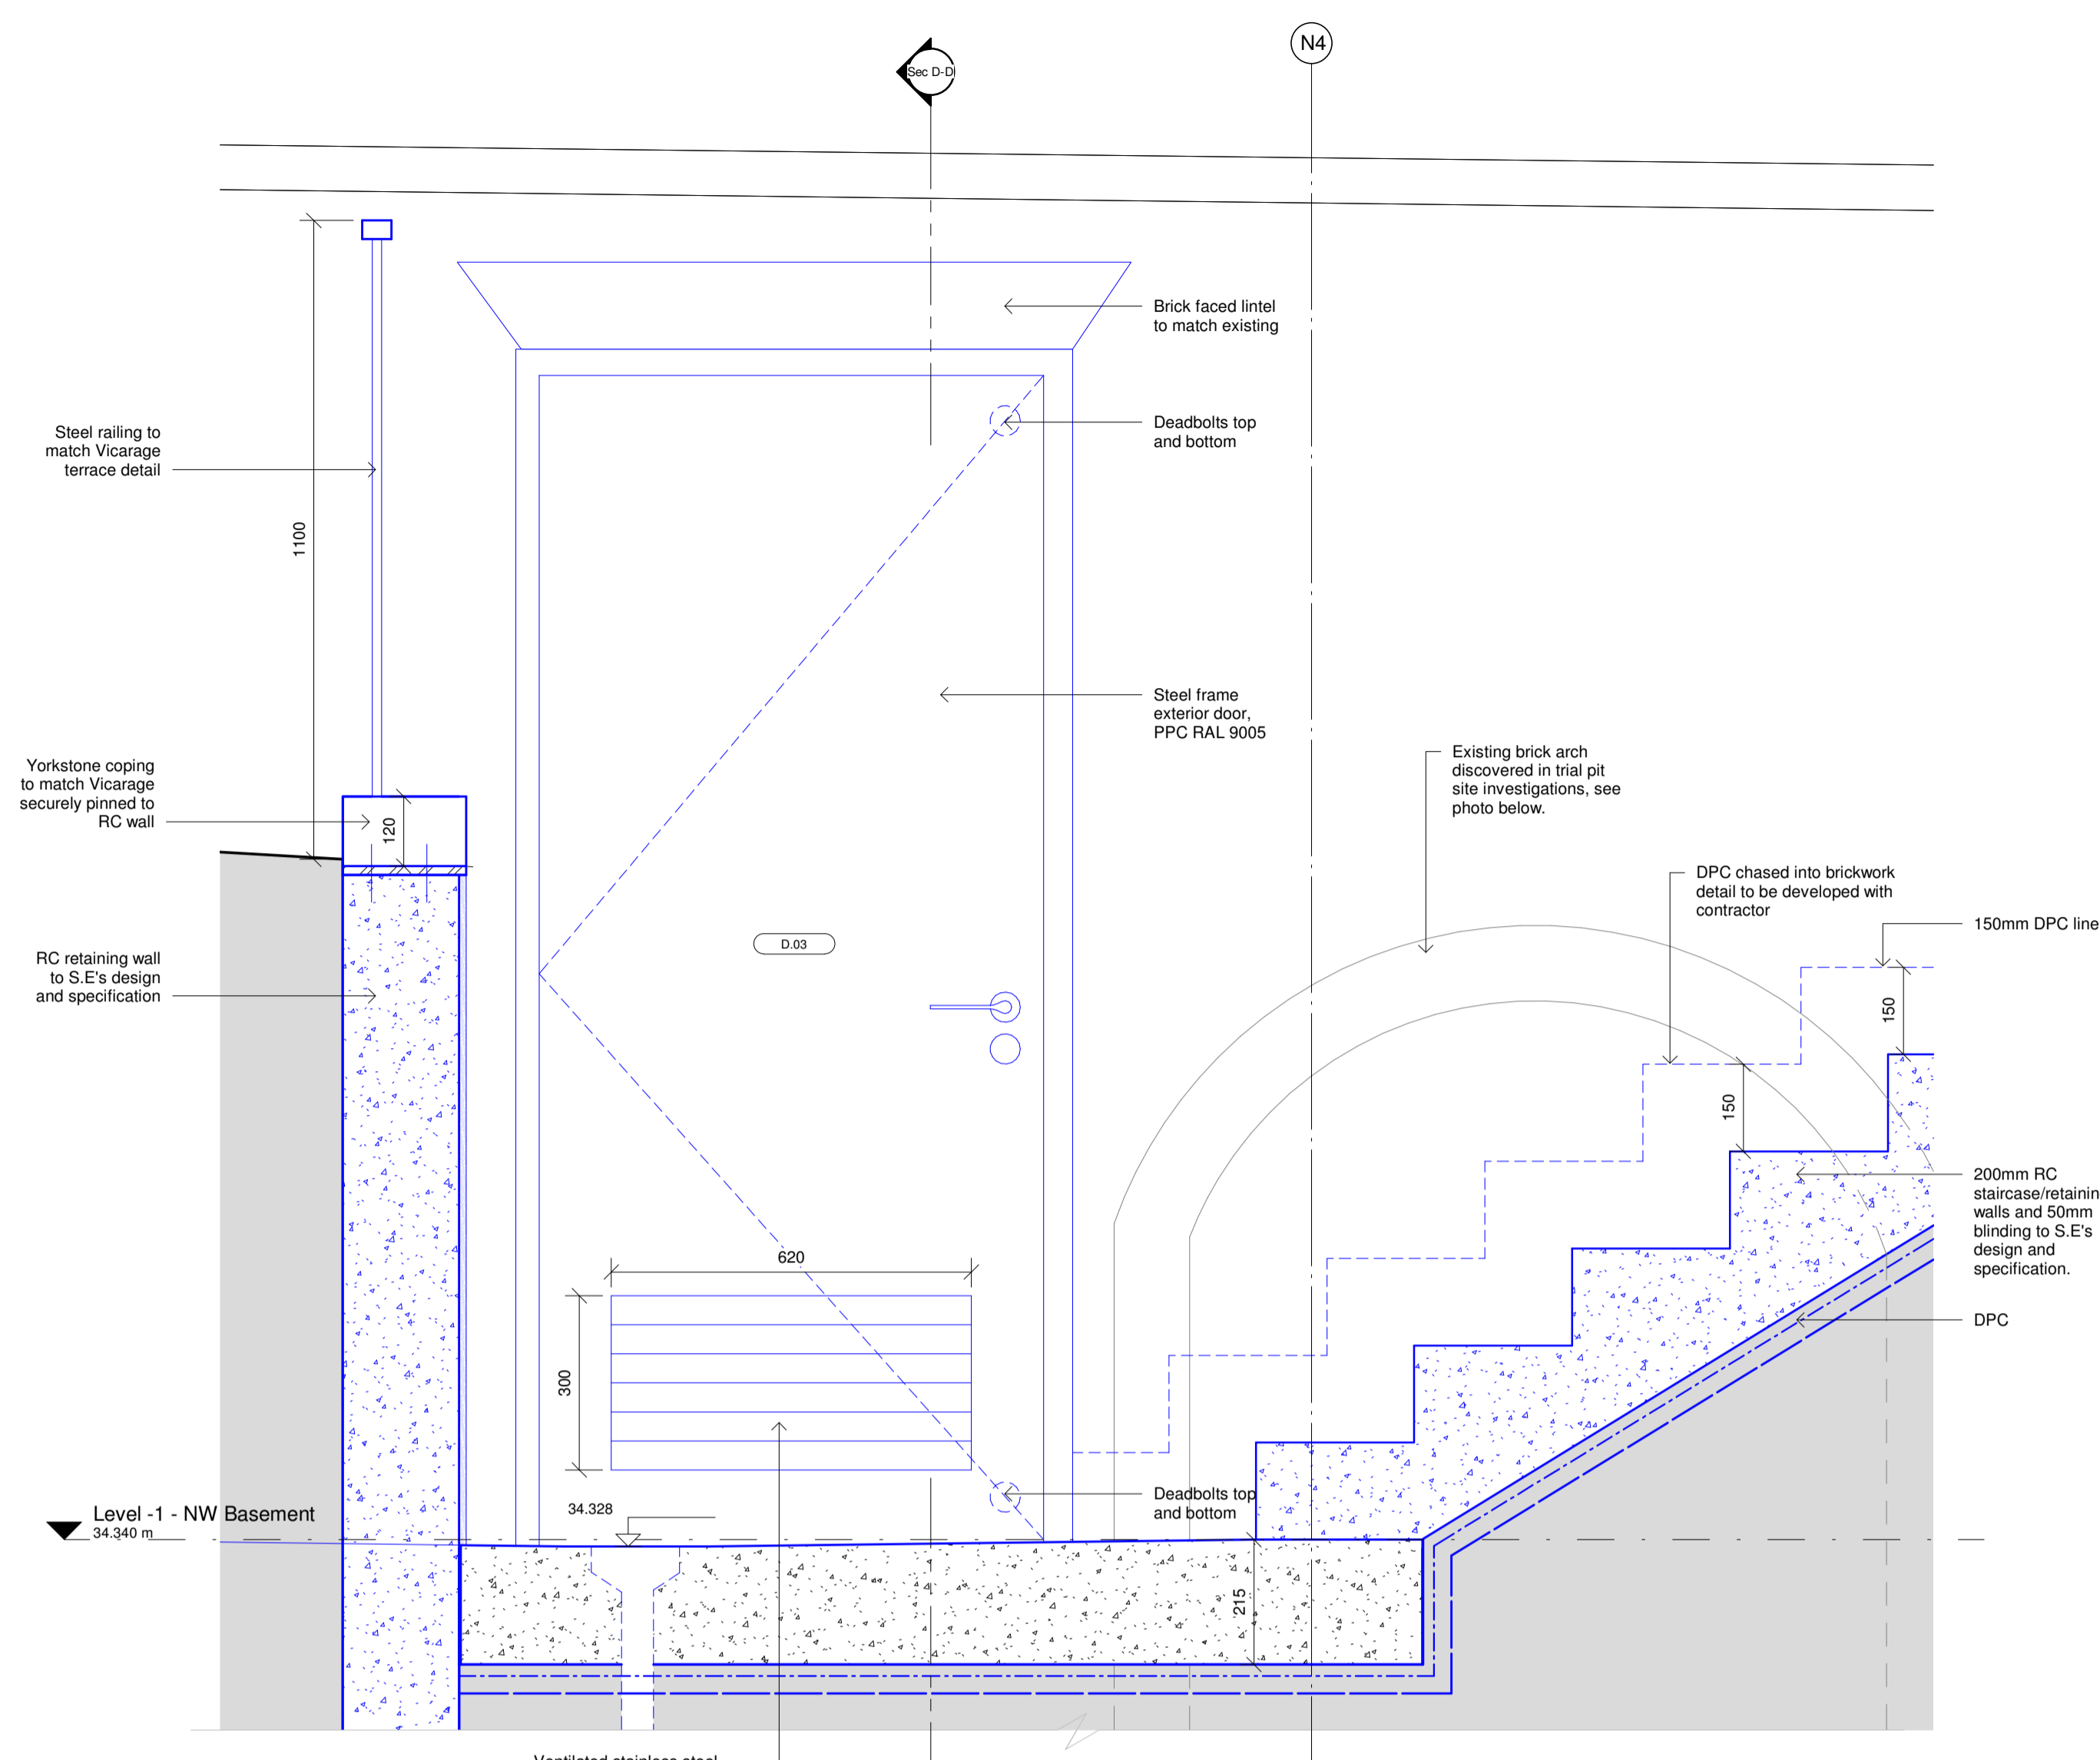 Sec D-D
N4
Brick faced lintel
to match existing
Deadbolts top
and bottom
Steel railing to
match Vicarage
terrace detail
1100
Steel frame
exterior door,
PPC RAL 9005
Existing brick arch
discovered in trial pit
site investigations, see
photo below.
Yorkstone coping
to match Vicarage
securely pinned to
RC wall
120
DPC chased into brickwork
detail to be developed with
contractor
150mm DPC line
D.03
RC retaining wall
to S.E's design
and specification
150
150
200mm RC
staircase/retainin
walls and 50mm
blinding to S.E's
design and
specification.
620
300
DPC
Deadbolts top
and bottom
34.328
Level -1 - NW Basement
34.340 m
215
Ventilated stainless steel